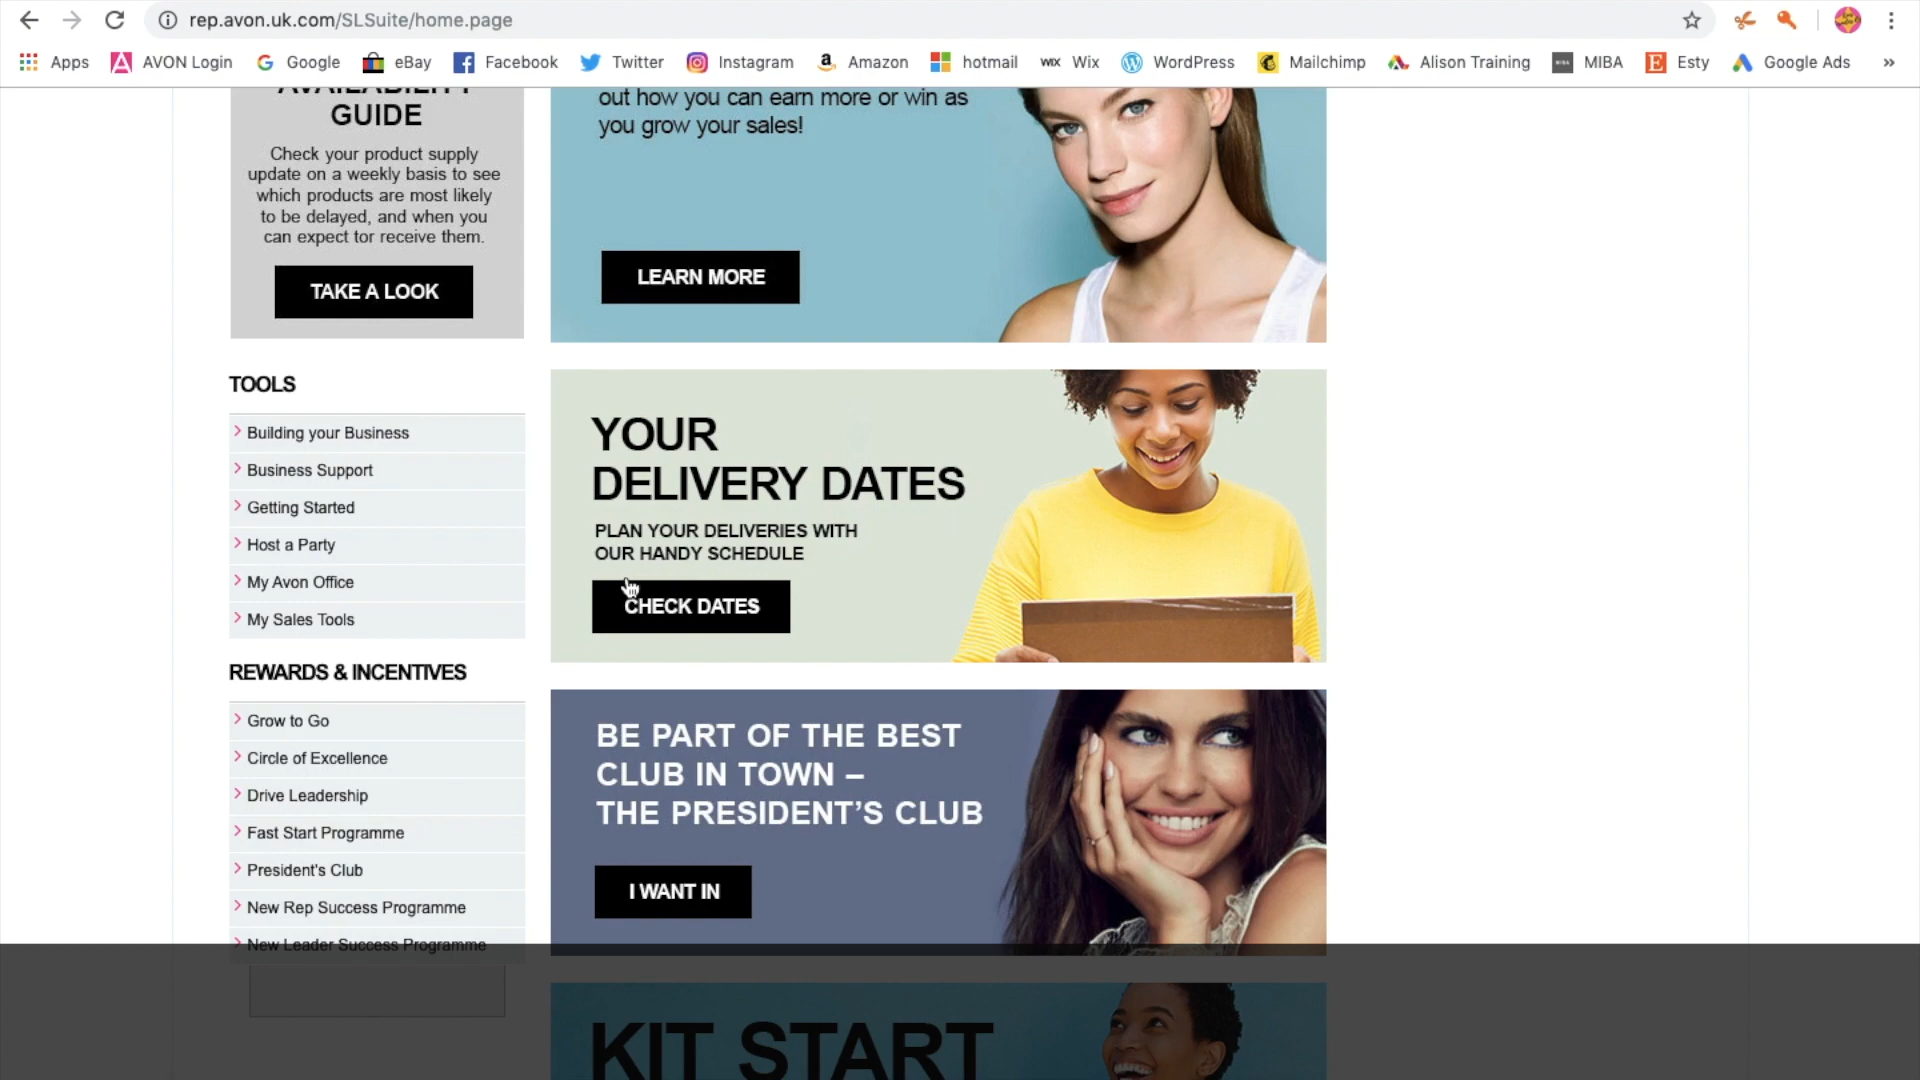 rep.avon.uk.com/SLSuite/home.page
Apps
AVON Login
Google
eBay
Facebook
Twitter
Instagram
Amazon
hotmail
WIX Wix
WordPress
Mailchimp
Alison Training
MIBA
Esty
Google Ads
AVAILABILITY
GUIDE
Check your product supply
update on a weekly basis to see
which products are most likely
to be delayed, and when you
can expect tor receive them.
TAKE A LOOK
out how you can earn more or win as
you grow your sales!
LEARN MORE
TOOLS
Building your Business
Business Support
Getting Started
Host a Party
My Avon Office
My Sales Tools
REWARDS & INCENTIVES
Grow to Go
Circle of Excellence
Drive Leadership
Fast Start Programme
President's Club
New Rep Success Programme
New Leader Success Programme
YOUR
DELIVERY DATES
PLAN YOUR DELIVERIES WITH
OUR HANDY SCHEDULE
CHECK DATES
BE PART OF THE BEST
CLUB IN TOWN –
THE PRESIDENT'S CLUB
I WANT IN
KIT START